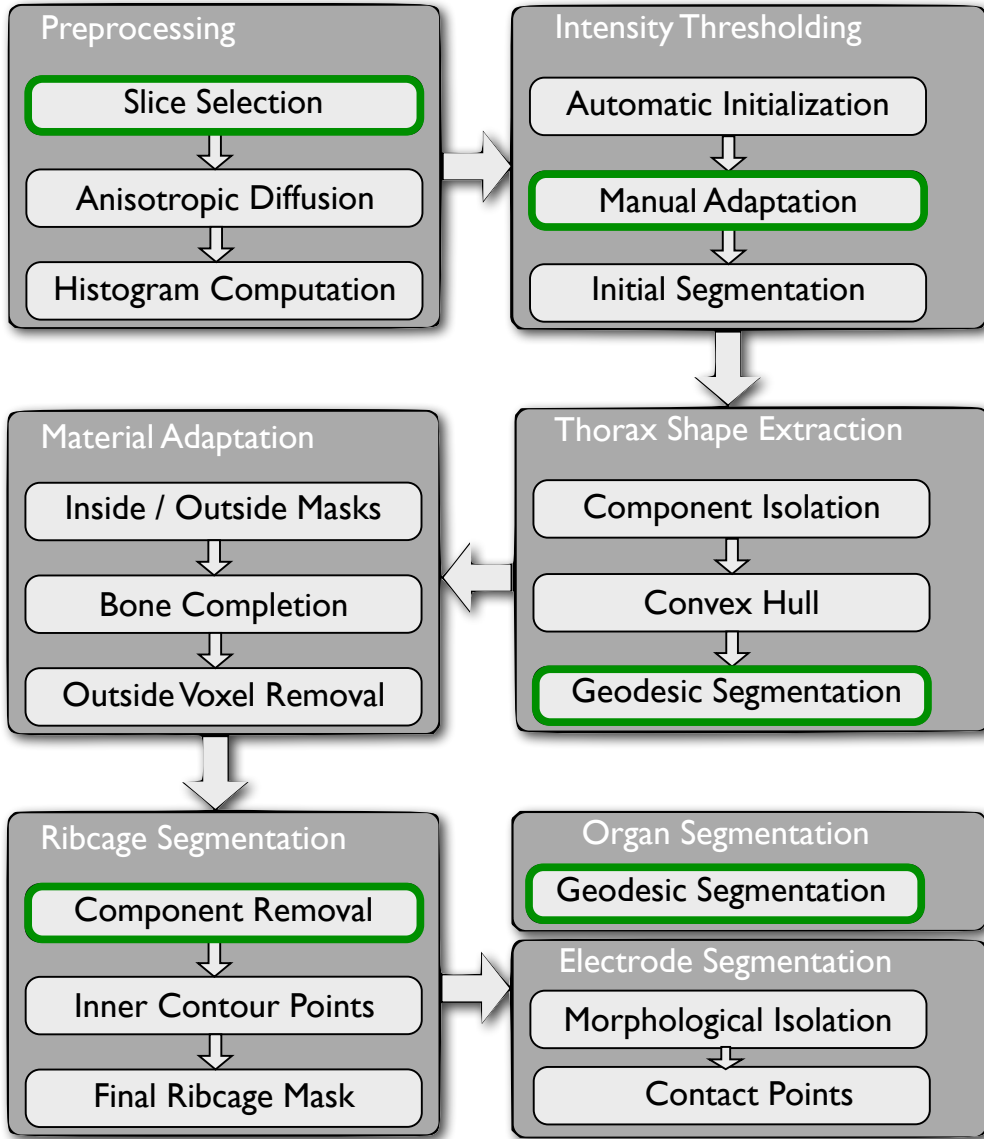 Preprocessing
Slice Selection
Anisotropic Diffusion
Histogram Computation
Intensity Thresholding
Automatic Initialization
Manual Adaptation
Initial Segmentation
Thorax Shape Extraction
Component Isolation
Convex Hull
Geodesic Segmentation
Material Adaptation
Inside / Outside Masks
Bone Completion
Outside Voxel Removal
Ribcage Segmentation
Component Removal
Inner Contour Points
Final Ribcage Mask
Organ Segmentation
Geodesic Segmentation
Electrode Segmentation
Morphological Isolation
Contact Points